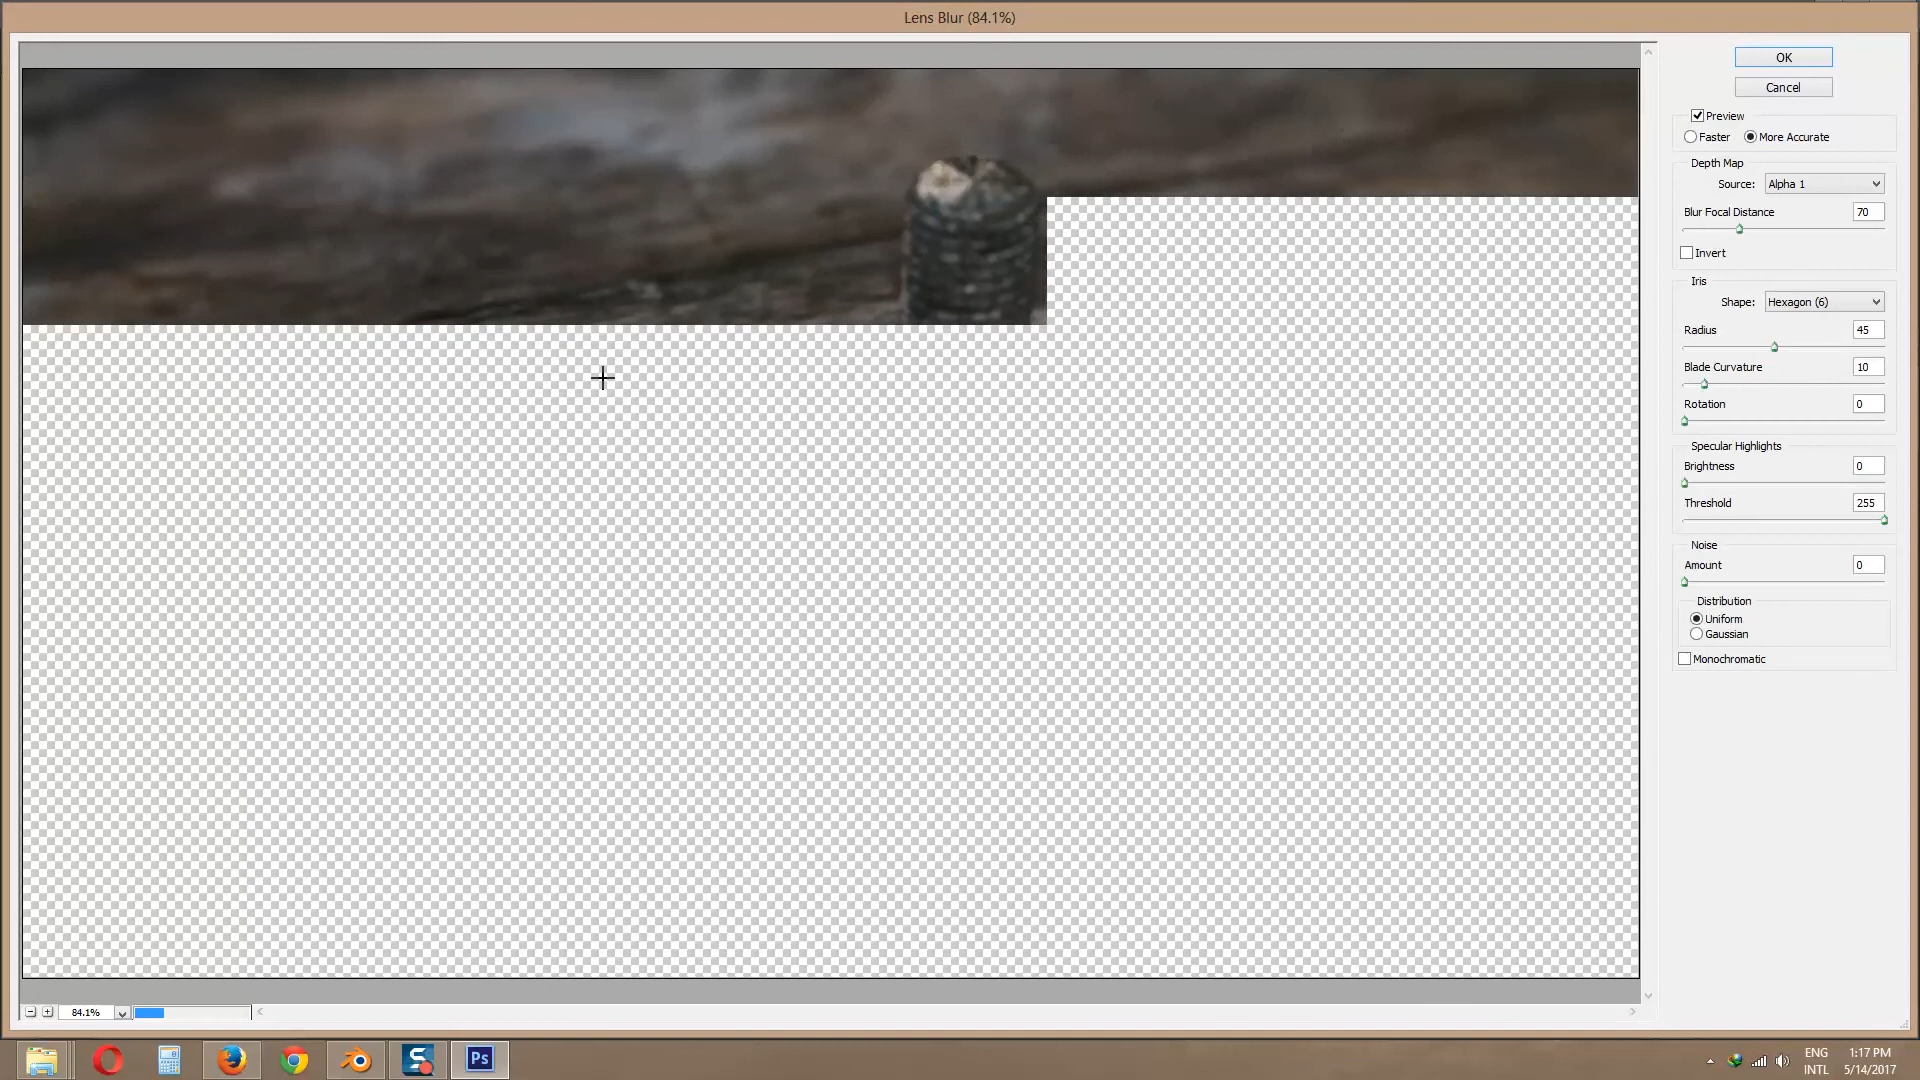 Lens Blur (84.1%)
OK
Cancel
Preview
Faster
More Accurate
Depth Map
Source:
Alpha 1
Blur Focal Distance
70
Invert
Iris
Shape:
Hexagon (6)
Radius
45
Blade Curvature
10
Rotation
0
Specular Highlights
Brightness
0
Threshold
255
Noise
Amount
0
Distribution
Uniform
Gaussian
Monochromatic
84.1%
Ps
ENG
1:17 PM
INTL
5/14/2017